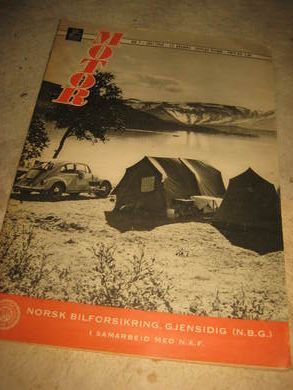 MOTOR
NORSK BILFORSIKRING, GJENSIDIG (N.B.G.)
I SAMARBEID MED N.A.F.